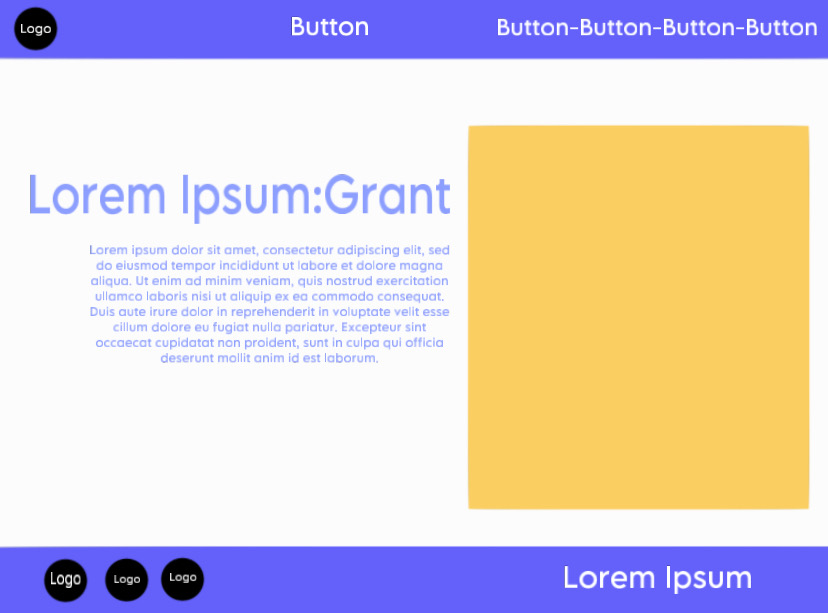 Logo
Button
Button-Button-Button-Button
Lorem Ipsum:Grant
Lorem ipsum dolor sit amet, consectetur adipiscing elit, sed
do eiusmod tempor incididunt ut labore et dolore magna
aliqua. Ut enim ad minim veniam, quis nostrud exercitation
ullamco laboris nisi ut aliquip ex ea commodo consequat.
Duis aute irure dolor in reprehenderit in voluptate velit esse
cillum dolore eu fugiat nulla pariatur. Excepteur sint
occaecat cupidatat non proident, sunt in culpa qui officia
deserunt mollit anim id est laborum.
Logo
Logo
Logo
Lorem Ipsum